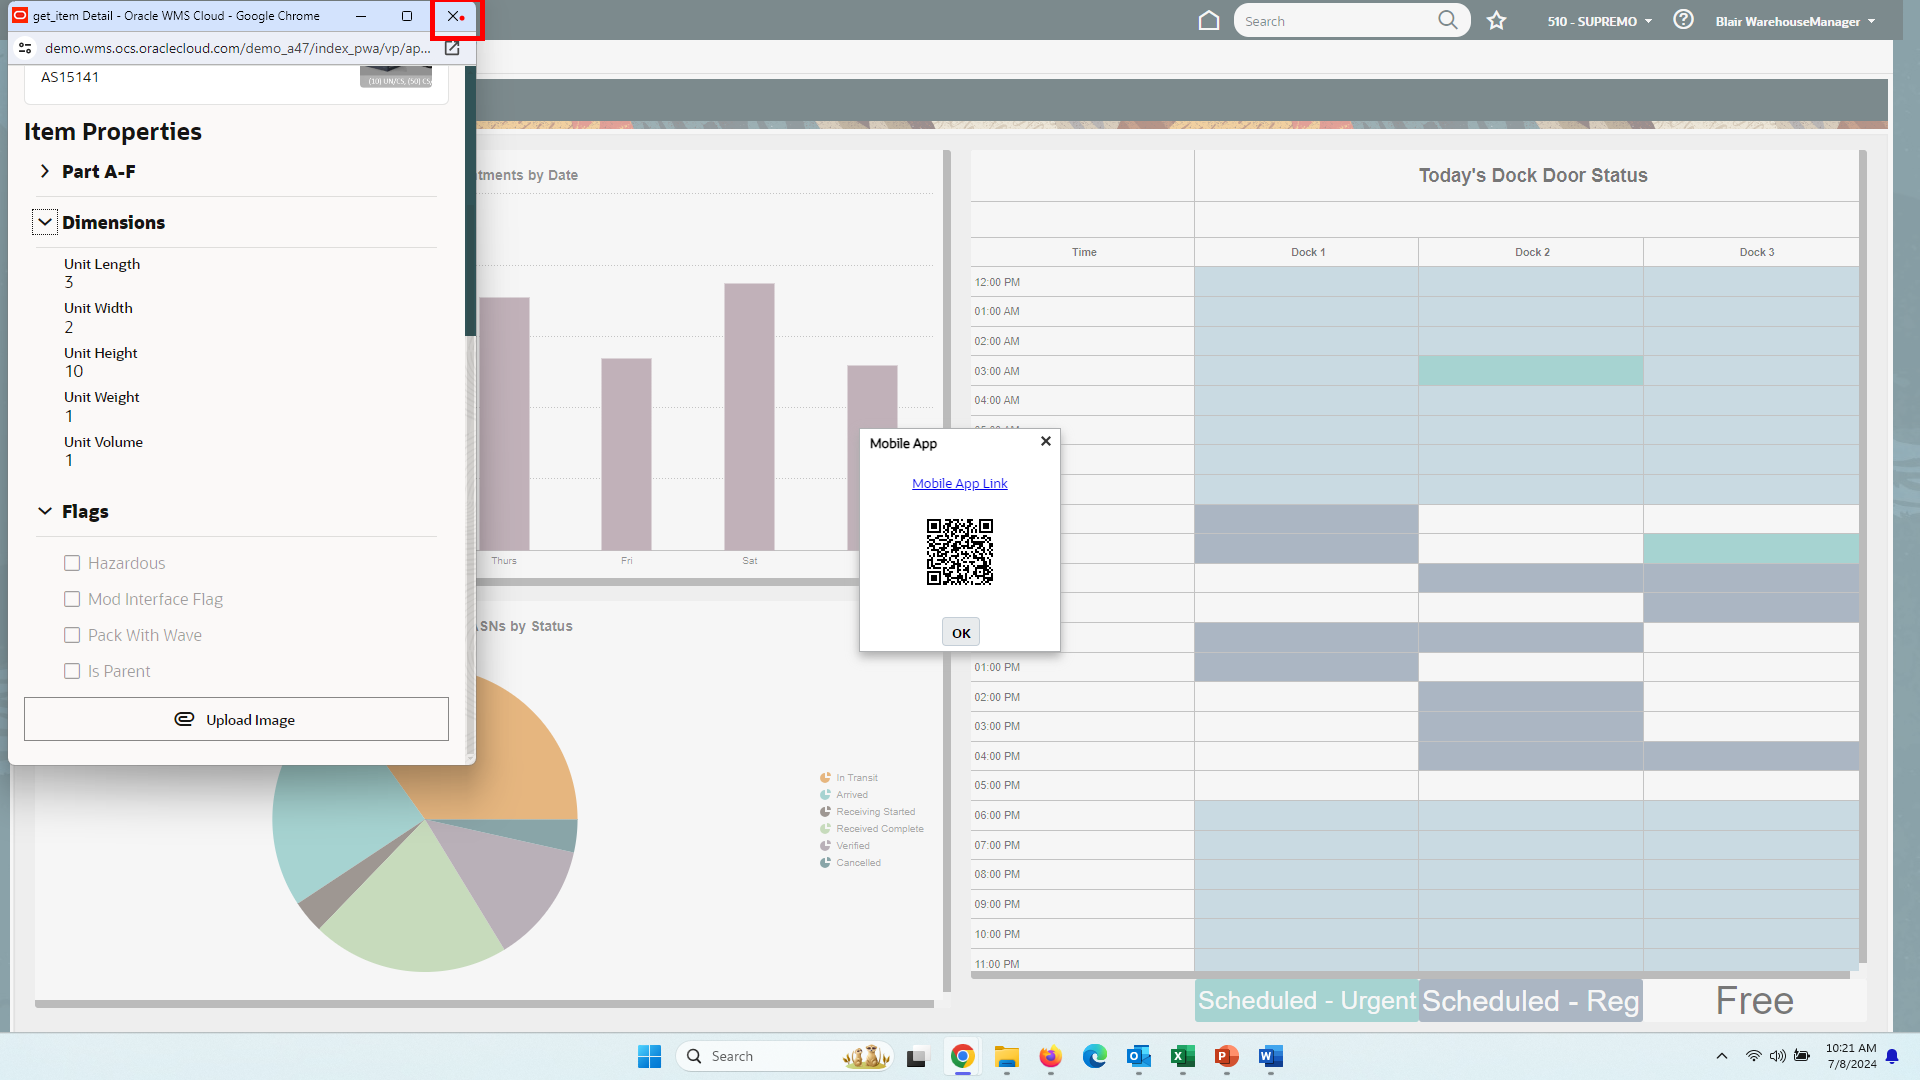 get_item Detail - Oracle WMS Cloud - Google Chrome
demo.wms.ocs.oraclecloud.com/demo_a47/index_pwa/vp/ap...
AS15141
Item Properties
Part A-F
Dimensions
Unit Length
3
Unit Width
2
Unit Height
10
Unit Weight
1
Unit Volume
1
Flags
Hazardous
Mod Interface Flag
Pack With Wave
Is Parent
Upload Image
Search
510 - SUPREMO
Blair WarehouseManager
tments by Date
Thurs
Fri
Sat
SNs by Status
In Transit
Arrived
Receiving Started
Received Complete
Verified
Cancelled
Mobile App
Mobile App Link
OK
Today's Dock Door Status
Time
Dock 1
Dock 2
Dock 3
12:00 PM
01:00 AM
02:00 AM
03:00 AM
04:00 AM
01:00 PM
02:00 PM
03:00 PM
04:00 PM
05:00 PM
06:00 PM
07:00 PM
08:00 PM
09:00 PM
10:00 PM
11:00 PM
Scheduled - Urgent
Scheduled - Reg
Free
Search
10:21 AM
7/8/2024